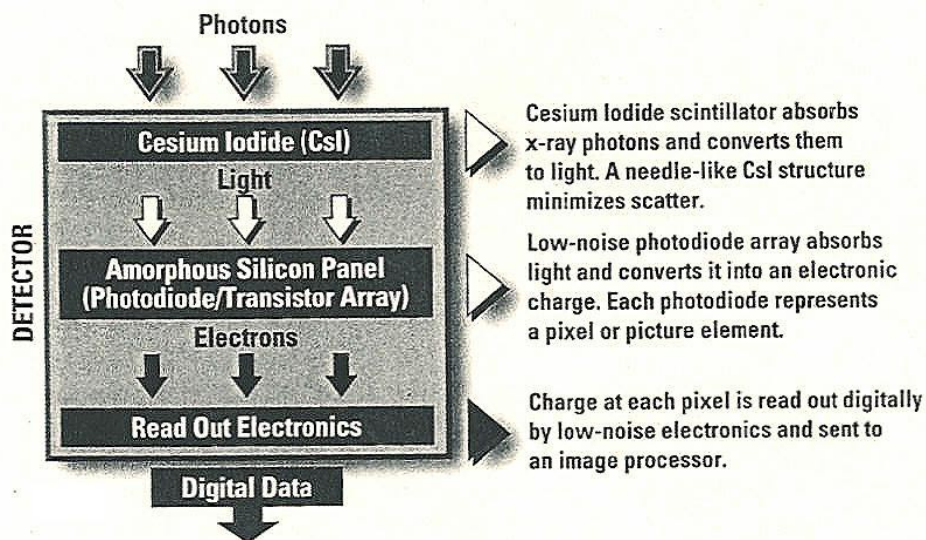 Photons
DETECTOR
Cesium Iodide (CsI)
Light
Amorphous Silicon Panel
(Photodiode/Transistor Array)
Electrons
Read Out Electronics
Digital Data
Cesium Iodide scintillator absorbs
x-ray photons and converts them
to light. A needle-like CsI structure
minimizes scatter.
Low-noise photodiode array absorbs
light and converts it into an electronic
charge. Each photodiode represents
a pixel or picture element.
Charge at each pixel is read out digitally
by low-noise electronics and sent to
an image processor.